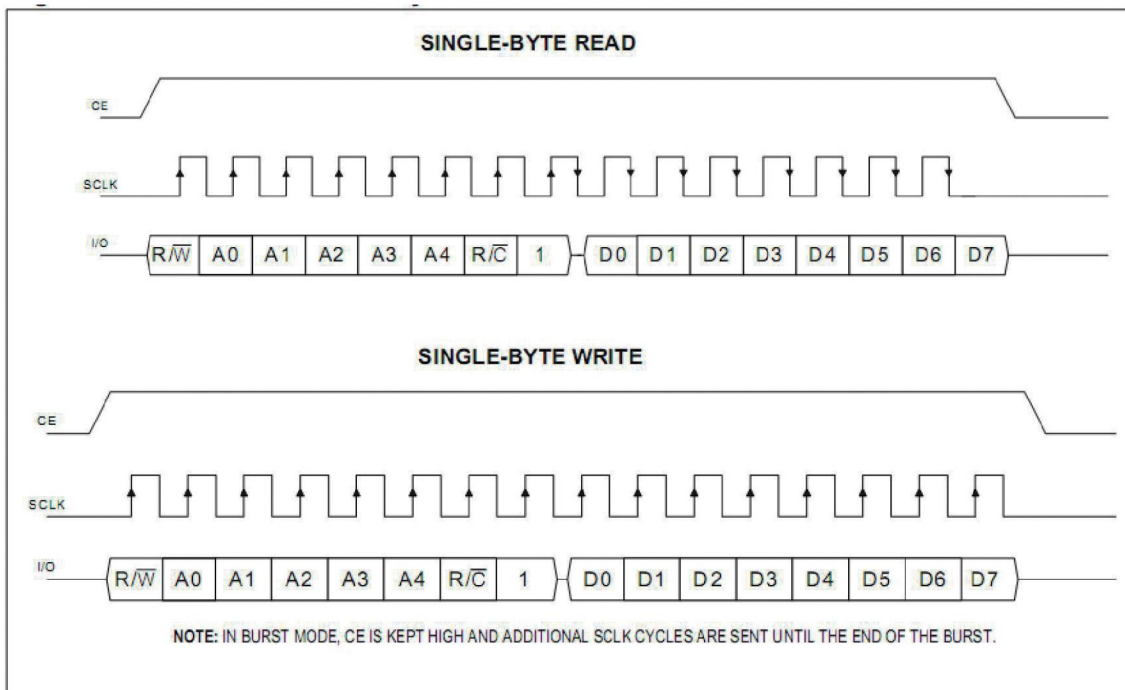 SINGLE-BYTE READ
CE
SCLK
I/O R/W̅ A0 A1 A2 A3 A4 R/C̅ 1 D0 D1 D2 D3 D4 D5 D6 D7
SINGLE-BYTE WRITE
CE
SCLK
I/O R/W̅ A0 A1 A2 A3 A4 R/C̅ 1 D0 D1 D2 D3 D4 D5 D6 D7
NOTE: IN BURST MODE, CE IS KEPT HIGH AND ADDITIONAL SCLK CYCLES ARE SENT UNTIL THE END OF THE BURST.